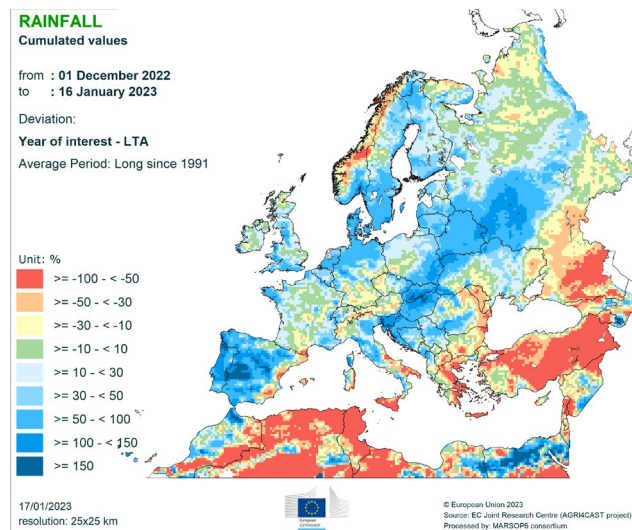 RAINFALL
Cumulated values
from : 01 December 2022
to : 16 January 2023
Deviation:
Year of interest - LTA
Average Period: Long since 1991
Unit: %
>= -100 - < -50
>= -50 - < -30
>= -30 - < -10
>= -10 - < 10
>= 10 - < 30
>= 30 - < 50
>= 50 - < 100
>= 100 - < 150
>= 150
17/01/2023
resolution: 25x25 km
European
Commission
© European Union 2023
Source: EC Joint Research Centre (AGRI4CAST project)
Processed by: MARSOP6 consortium